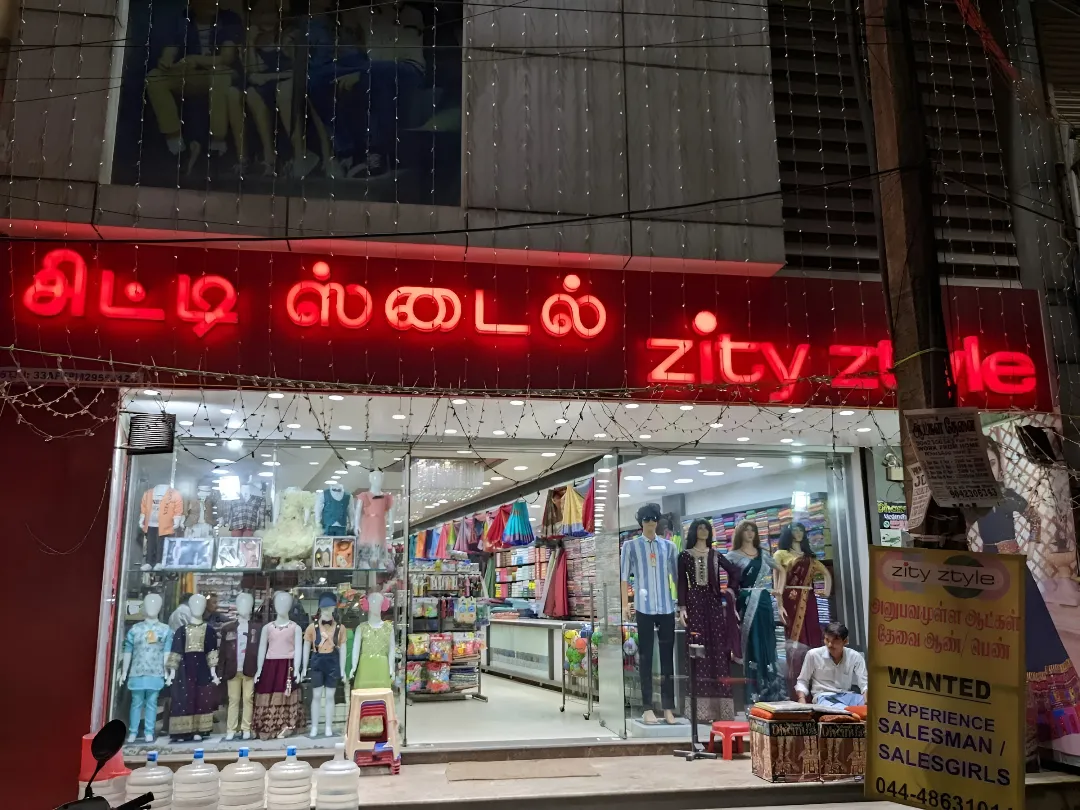 சிட்டி ஸ்டைல்
zity ztyle
zity ztyle
அனுபவமுள்ள ஆட்கள்
தேவை ஆண்/பெண்
WANTED
EXPERIENCE
SALESMAN /
SALESGIRLS